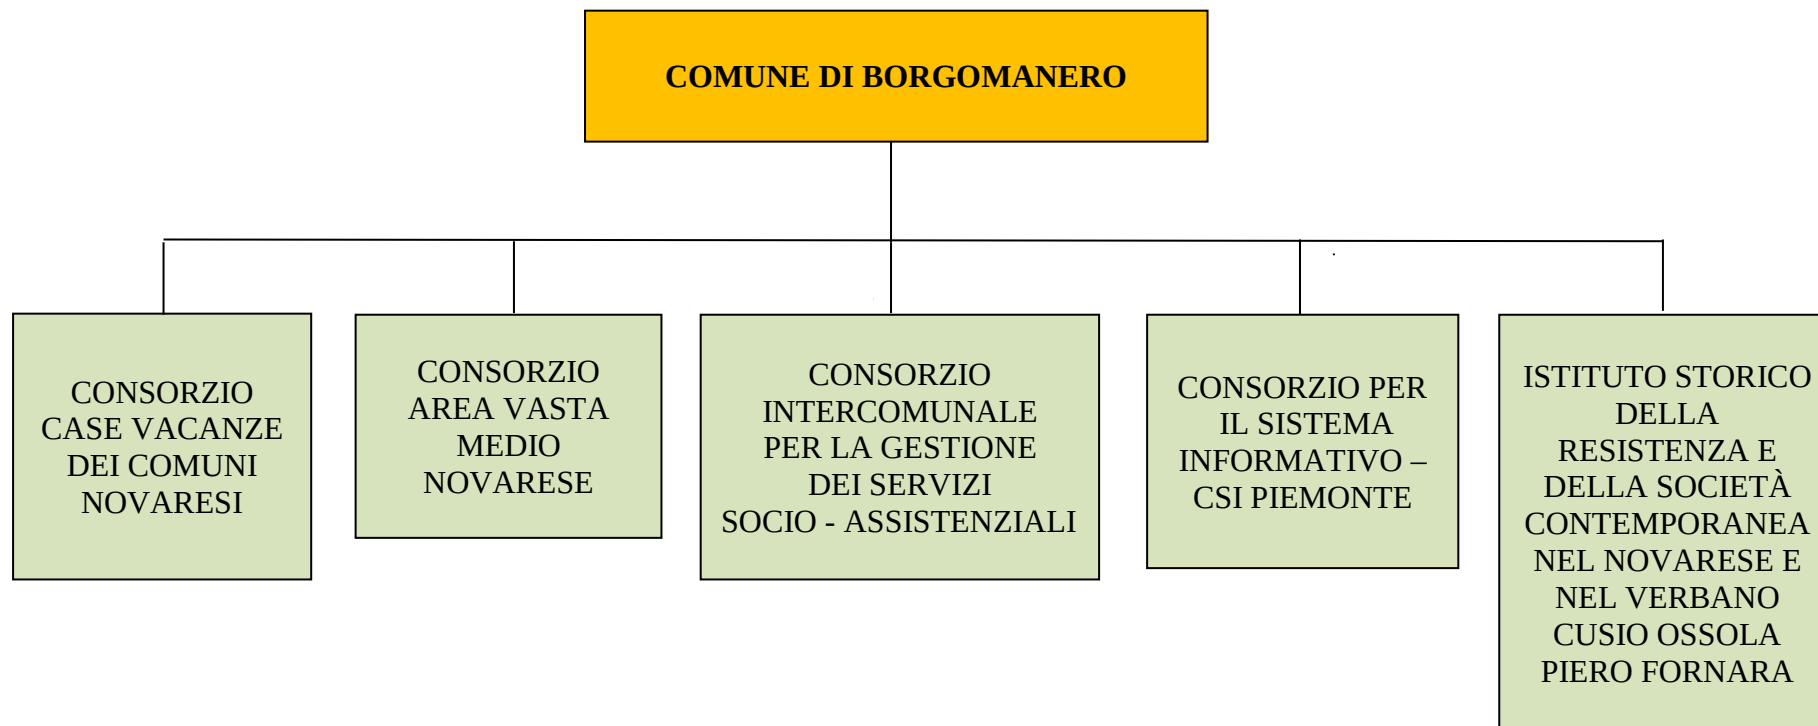 COMUNE DI BORGOMANERO
CONSORZIO
CASE VACANZE
DEI COMUNI
NOVARESI
CONSORZIO
AREA VASTA
MEDIO
NOVARESE
CONSORZIO
INTERCOMUNALE
PER LA GESTIONE
DEI SERVIZI
SOCIO - ASSISTENZIALI
CONSORZIO PER
IL SISTEMA
INFORMATIVO –
CSI PIEMONTE
ISTITUTO STORICO
DELLA
RESISTENZA E
DELLA SOCIETÀ
CONTEMPORANEA
NEL NOVARESE E
NEL VERBANO
CUSIO OSSOLA
PIERO FORNARA